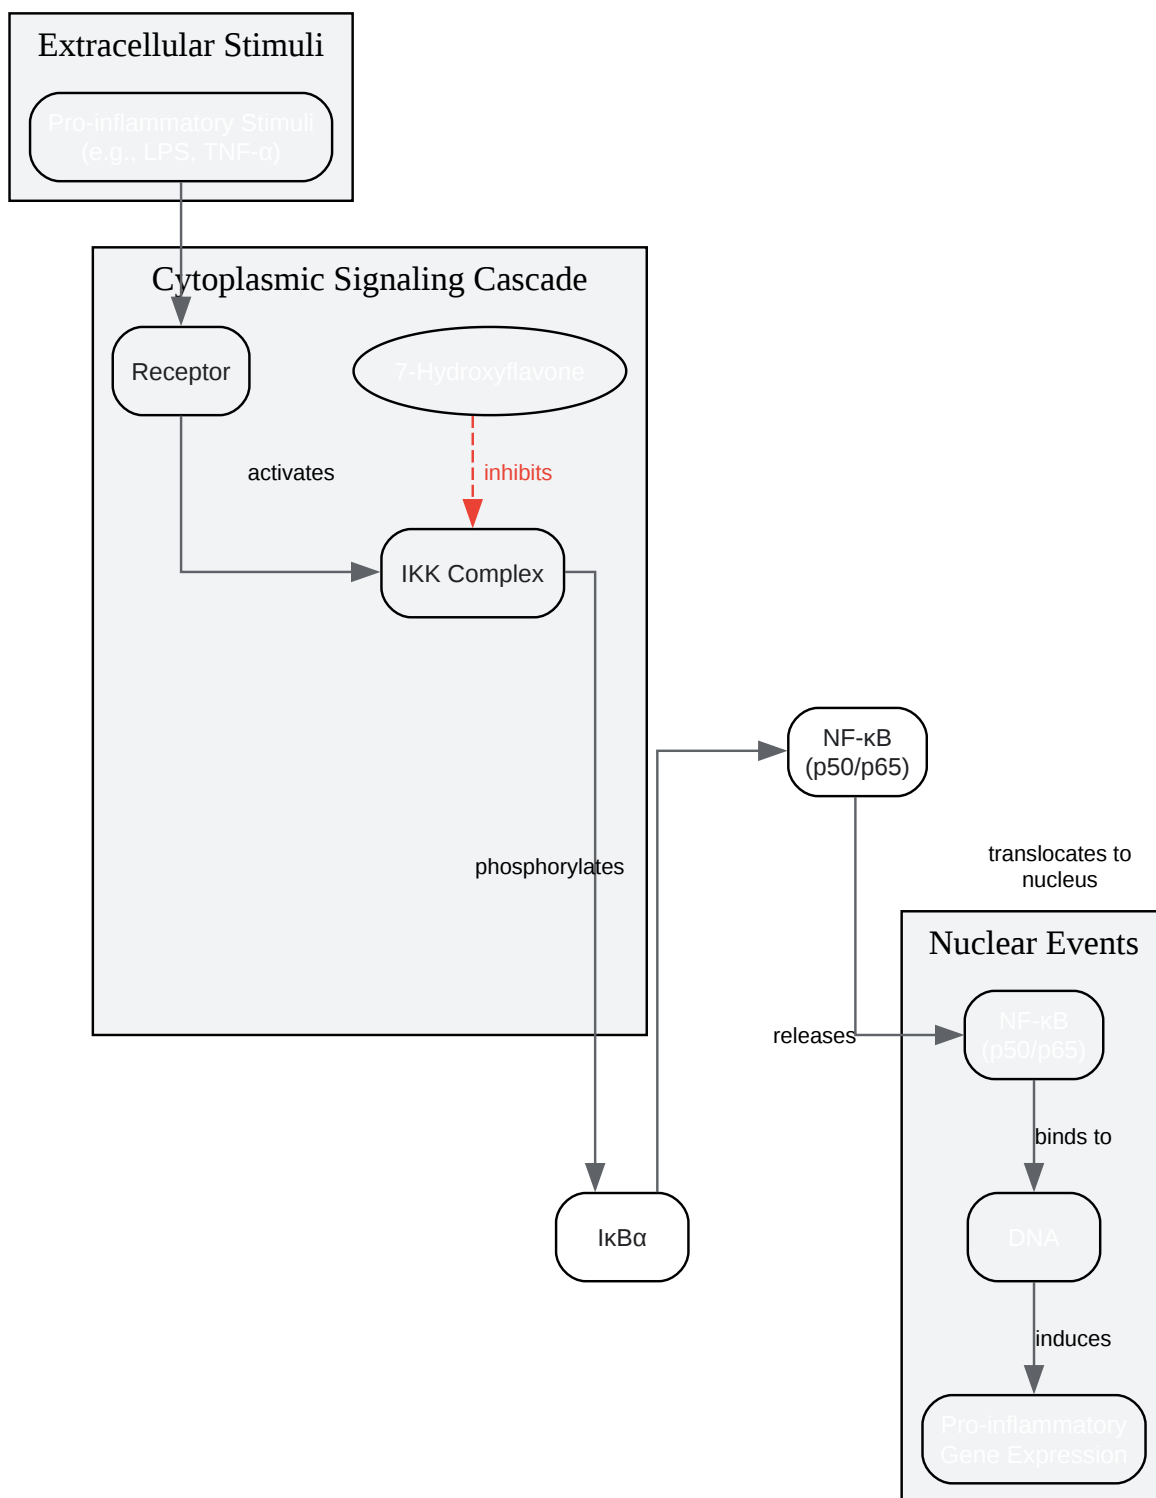 Extracellular Stimuli
Pro-inflammatory Stimuli
(e.g., LPS, TNF-α)
Cytoplasmic Signaling Cascade
Receptor
7-Hydroxyflavone
activates
inhibits
IKK Complex
NF-κB
(p50/p65)
phosphorylates
translocates to
nucleus
Nuclear Events
NF-κB
(p50/p65)
releases
binds to
IκBα
DNA
induces
Pro-inflammatory
Gene Expression